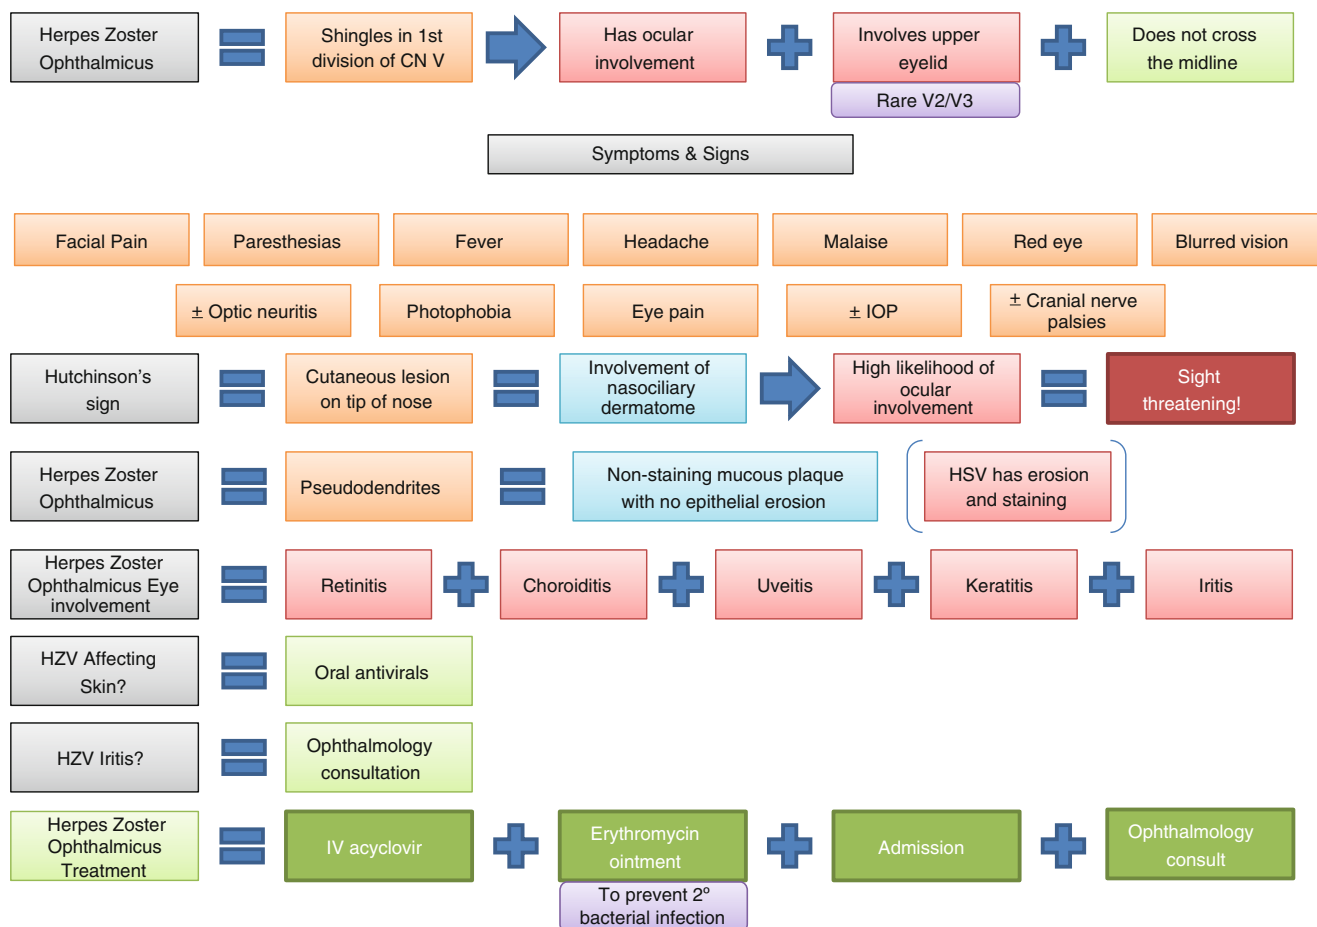 Herpes Zoster
Ophthalmicus
Shingles in 1st
division of CN V
Has ocular
involvement
Involves upper
eyelid
Rare V2/V3
Does not cross
the midline
Symptoms & Signs
Facial Pain
Paresthesias
Fever
Headache
Malaise
Red eye
Blurred vision
± Optic neuritis
Photophobia
Eye pain
± IOP
± Cranial nerve
palsies
Hutchinson's
sign
Cutaneous lesion
on tip of nose
Involvement of
nasociliary
dermatome
High likelihood of
ocular
involvement
Sight
threatening!
Herpes Zoster
Ophthalmicus
Pseudodendrites
Non-staining mucous plaque
with no epithelial erosion
HSV has erosion
and staining
Herpes Zoster
Ophthalmicus Eye
involvement
Retinitis
Choroiditis
Uveitis
Keratitis
Iritis
HZV Affecting
Skin?
Oral antivirals
HZV Iritis?
Ophthalmology
consultation
Herpes Zoster
Ophthalmicus
Treatment
IV acyclovir
Erythromycin
ointment
To prevent 2º
bacterial infection
Admission
Ophthalmology
consult